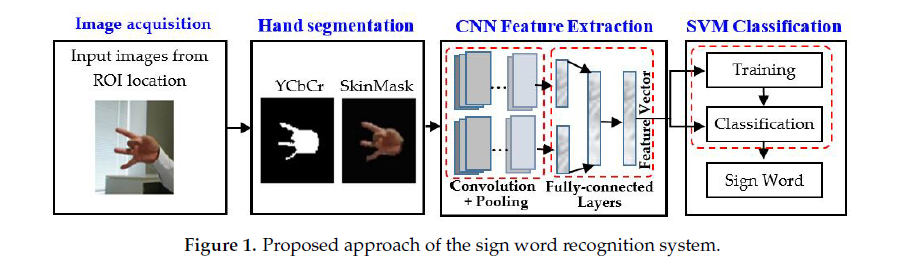 Image acquisition
Input images from
ROI location
Hand segmentation
YCbCr
SkinMask
CNN Feature Extraction
...
...
Convolution
+ Pooling
Fully-connected
Layers
Feature Vector
SVM Classification
Training
Classification
Sign Word
Figure 1. Proposed approach of the sign word recognition system.